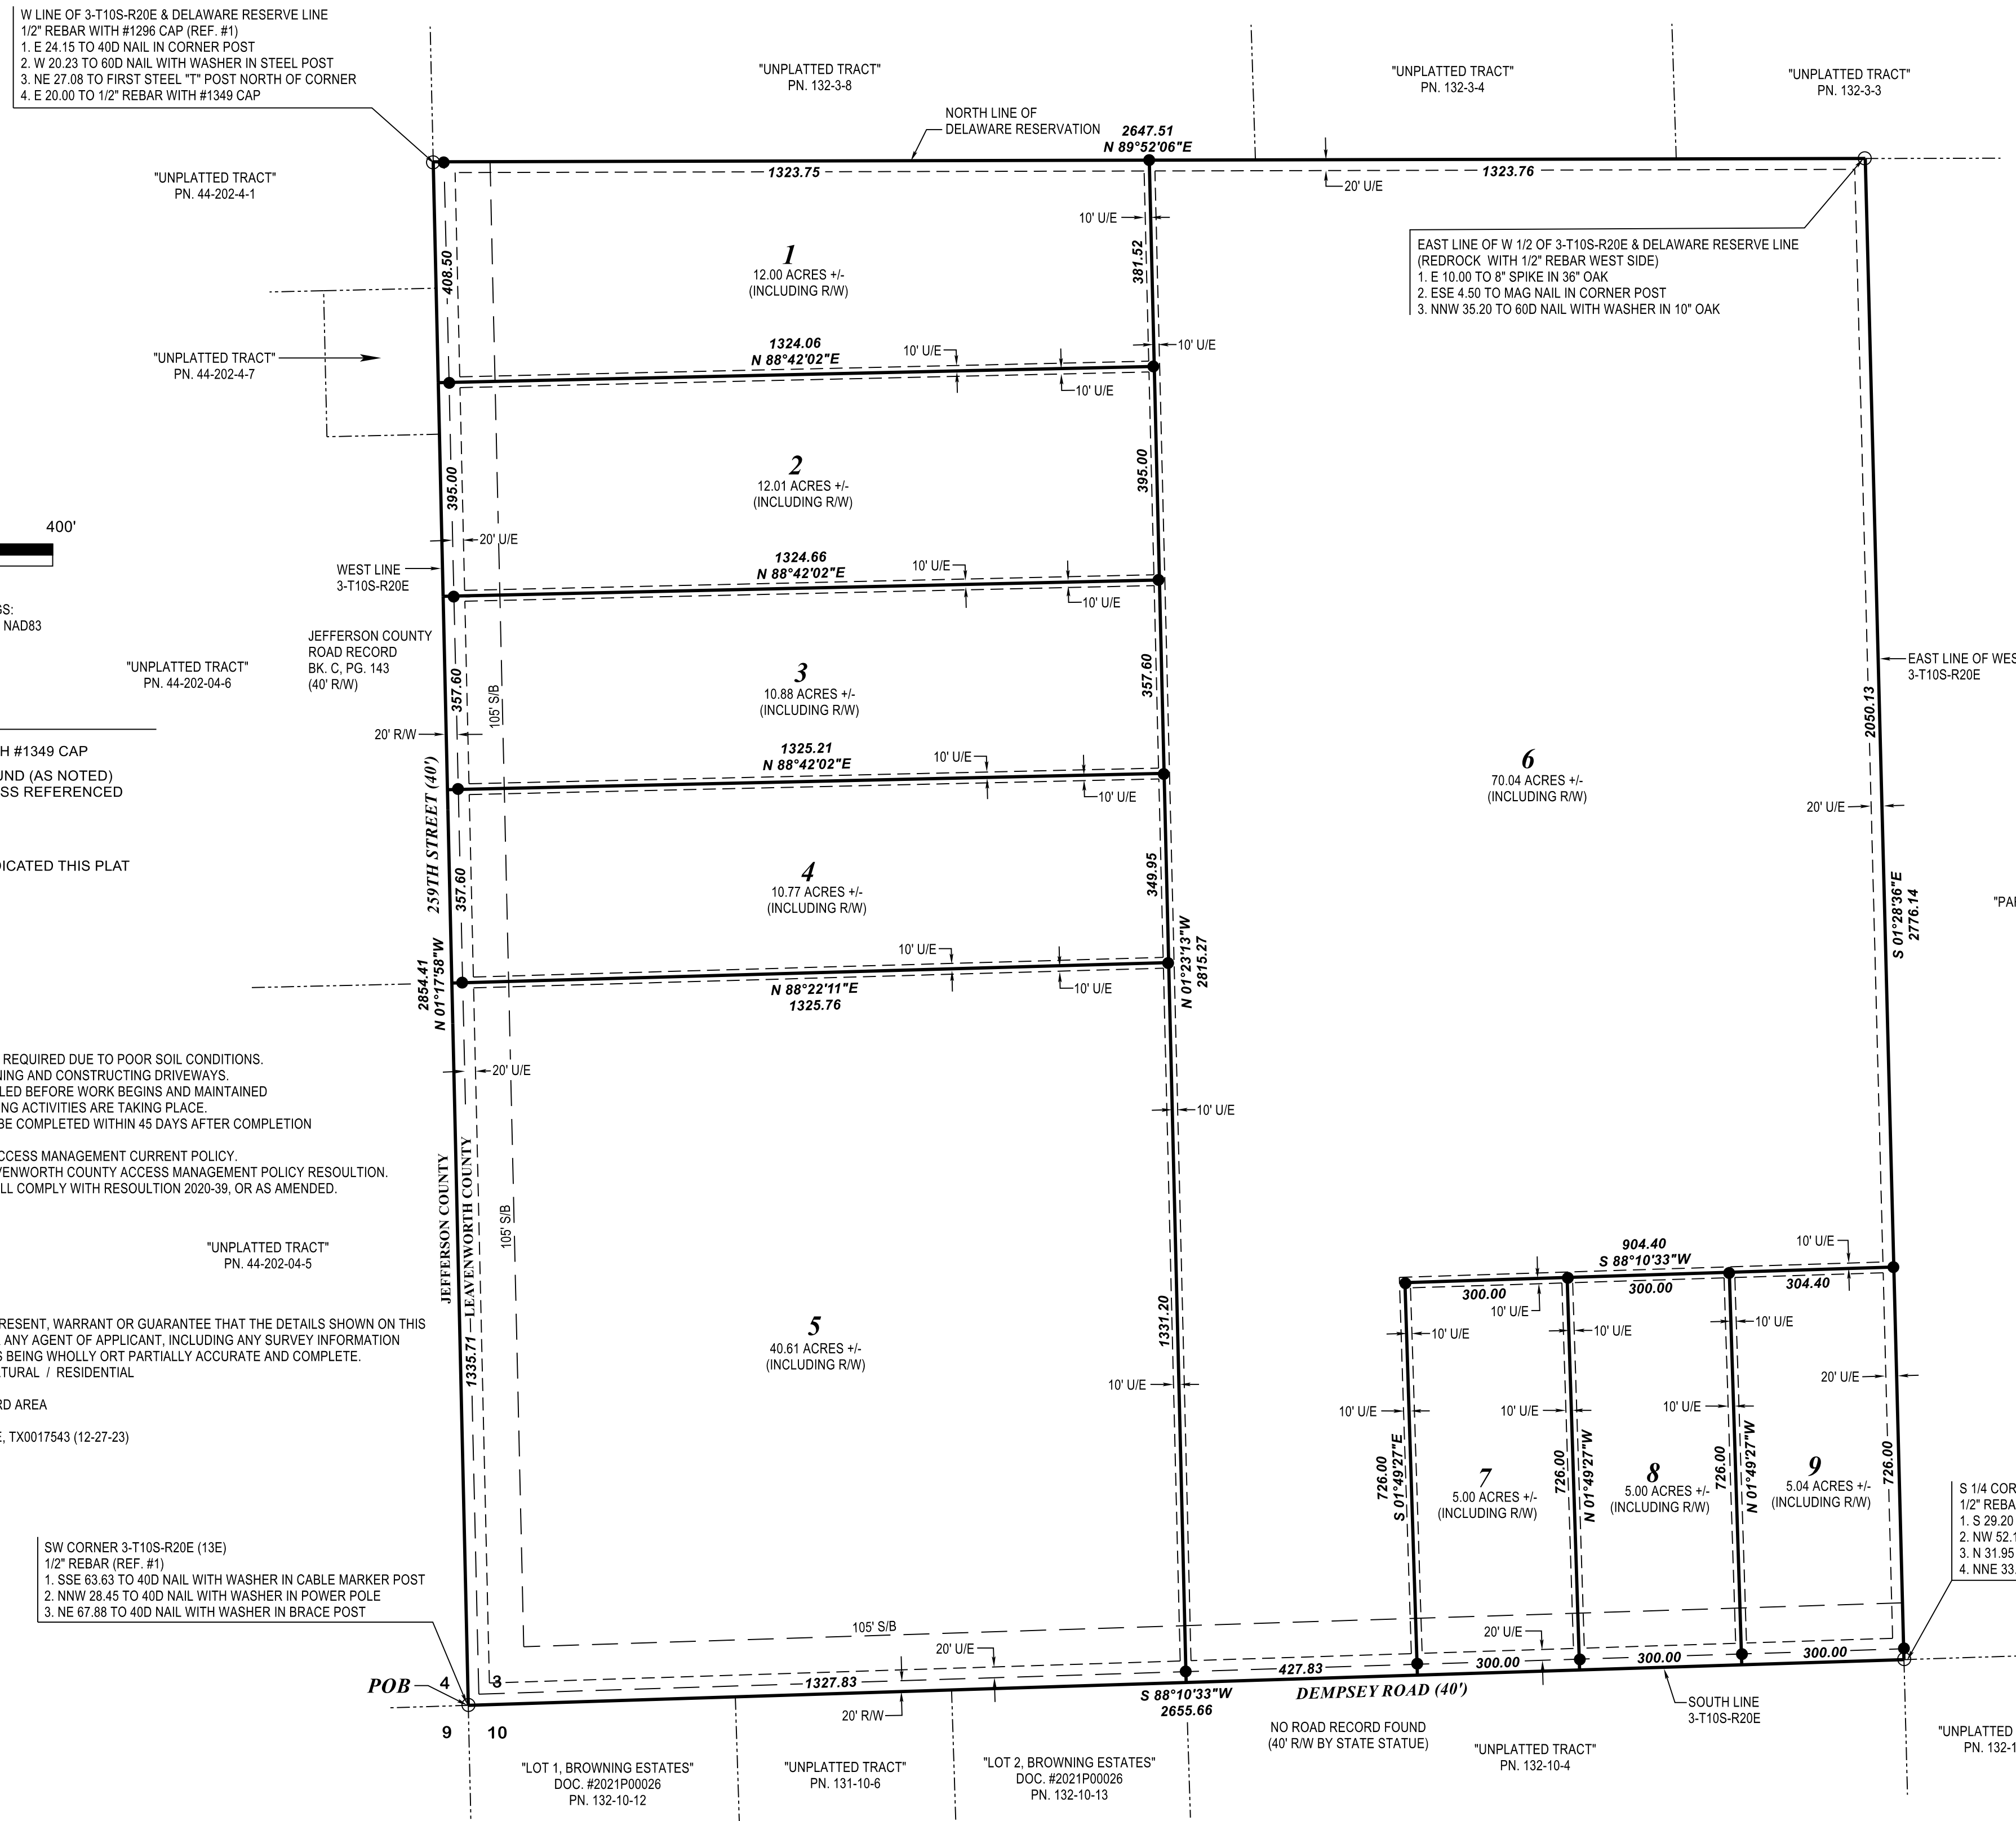 W LINE OF 3-T10S-R20E & DELAWARE RESERVE LINE
1/2" REBAR WITH #1296 CAP (REF. #1)
1. E 24.15 TO 40D NAIL IN CORNER POST
2. W 20.23 TO 60D NAIL WITH WASHER IN STEEL POST
3. NE 27.08 TO FIRST STEEL "T" POST NORTH OF CORNER
4. E 20.00 TO 1/2" REBAR WITH #1349 CAP
"UNPLATTED TRACT"
PN. 132-3-8
"UNPLATTED TRACT"
PN. 132-3-4
"UNPLATTED TRACT"
PN. 132-3-3
NORTH LINE OF
DELAWARE RESERVATION
2647.51
N 89°52'06"E
1323.75
1323.76
20' U/E
"UNPLATTED TRACT"
PN. 44-202-4-1
10' U/E
EAST LINE OF W 1/2 OF 3-T10S-R20E & DELAWARE RESERVE LINE
(REDROCK  WITH 1/2" REBAR WEST SIDE)
1. E 10.00 TO 8" SPIKE IN 36" OAK
2. ESE 4.50 TO MAG NAIL IN CORNER POST
3. NNW 35.20 TO 60D NAIL WITH WASHER IN 10" OAK
408.50
1
12.00 ACRES +/-
(INCLUDING R/W)
381.52
10' U/E
"UNPLATTED TRACT"
PN. 44-202-4-7
1324.06
N 88°42'02"E
10' U/E
10' U/E
395.00
2
12.01 ACRES +/-
(INCLUDING R/W)
395.00
400'
20' U/E
WEST LINE
3-T10S-R20E
1324.66
N 88°42'02"E
10' U/E
10' U/E
GS:
NAD83
JEFFERSON COUNTY
ROAD RECORD
BK. C, PG. 143
(40' R/W)
"UNPLATTED TRACT"
PN. 44-202-04-6
357.60
105' S/B
3
10.88 ACRES +/-
(INCLUDING R/W)
357.60
EAST LINE OF WES
3-T10S-R20E
2050.13
20' R/W
1325.21
N 88°42'02"E
10' U/E
10' U/E
H #1349 CAP
UND (AS NOTED)
SS REFERENCED
6
70.04 ACRES +/-
(INCLUDING R/W)
20' U/E
259TH STREET (40')
DICATED THIS PLAT
357.60
4
10.77 ACRES +/-
(INCLUDING R/W)
349.95
S 01°28'36"E
2776.14
"PAR
2854.41
N 01°17'58"W
10' U/E
N 88°22'11"E
1325.76
10' U/E
N 01°23'13"W
2815.27
REQUIRED DUE TO POOR SOIL CONDITIONS.
NING AND CONSTRUCTING DRIVEWAYS.
LED BEFORE WORK BEGINS AND MAINTAINED
NG ACTIVITIES ARE TAKING PLACE.
BE COMPLETED WITHIN 45 DAYS AFTER COMPLETION
CCESS MANAGEMENT CURRENT POLICY.
VENWORTH COUNTY ACCESS MANAGEMENT POLICY RESOULTION.
LL COMPLY WITH RESOULTION 2020-39, OR AS AMENDED.
20' U/E
10' U/E
JEFFERSON COUNTY
LEAVENWORTH COUNTY
105' S/B
"UNPLATTED TRACT"
PN. 44-202-04-5
904.40
S 88°10'33"W
10' U/E
300.00
300.00
304.40
10' U/E
RESENT, WARRANT OR GUARANTEE THAT THE DETAILS SHOWN ON THIS
ANY AGENT OF APPLICANT, INCLUDING ANY SURVEY INFORMATION
S BEING WHOLLY ORT PARTIALLY ACCURATE AND COMPLETE.
TURAL  /  RESIDENTIAL
RD AREA
E, TX0017543 (12-27-23)
1335.71
5
40.61 ACRES +/-
(INCLUDING R/W)
1331.20
10' U/E
10' U/E
10' U/E
10' U/E
20' U/E
10' U/E
10' U/E
10' U/E
726.00
S 01°49'27"E
7
5.00 ACRES +/-
(INCLUDING R/W)
726.00
N 01°49'27"W
8
5.00 ACRES +/-
(INCLUDING R/W)
726.00
N 01°49'27"W
9
5.04 ACRES +/-
(INCLUDING R/W)
726.00
S 1/4 COR
1/2" REBA
1. S 29.20
2. NW 52.1
3. N 31.95
4. NNE 33.
SW CORNER 3-T10S-R20E (13E)
1/2" REBAR (REF. #1)
1. SSE 63.63 TO 40D NAIL WITH WASHER IN CABLE MARKER POST
2. NNW 28.45 TO 40D NAIL WITH WASHER IN POWER POLE
3. NE 67.88 TO 40D NAIL WITH WASHER IN BRACE POST
105' S/B
20' U/E
20' U/E
POB
4
3
9
10
1327.83
427.83
300.00
300.00
300.00
20' R/W
S 88°10'33"W
2655.66
DEMPSEY ROAD (40')
SOUTH LINE
3-T10S-R20E
NO ROAD RECORD FOUND
(40' R/W BY STATE STATUE)
"LOT 1, BROWNING ESTATES"
DOC. #2021P00026
PN. 132-10-12
"UNPLATTED TRACT"
PN. 131-10-6
"LOT 2, BROWNING ESTATES"
DOC. #2021P00026
PN. 132-10-13
"UNPLATTED TRACT"
PN. 132-10-4
"UNPLATTED
PN. 132-1